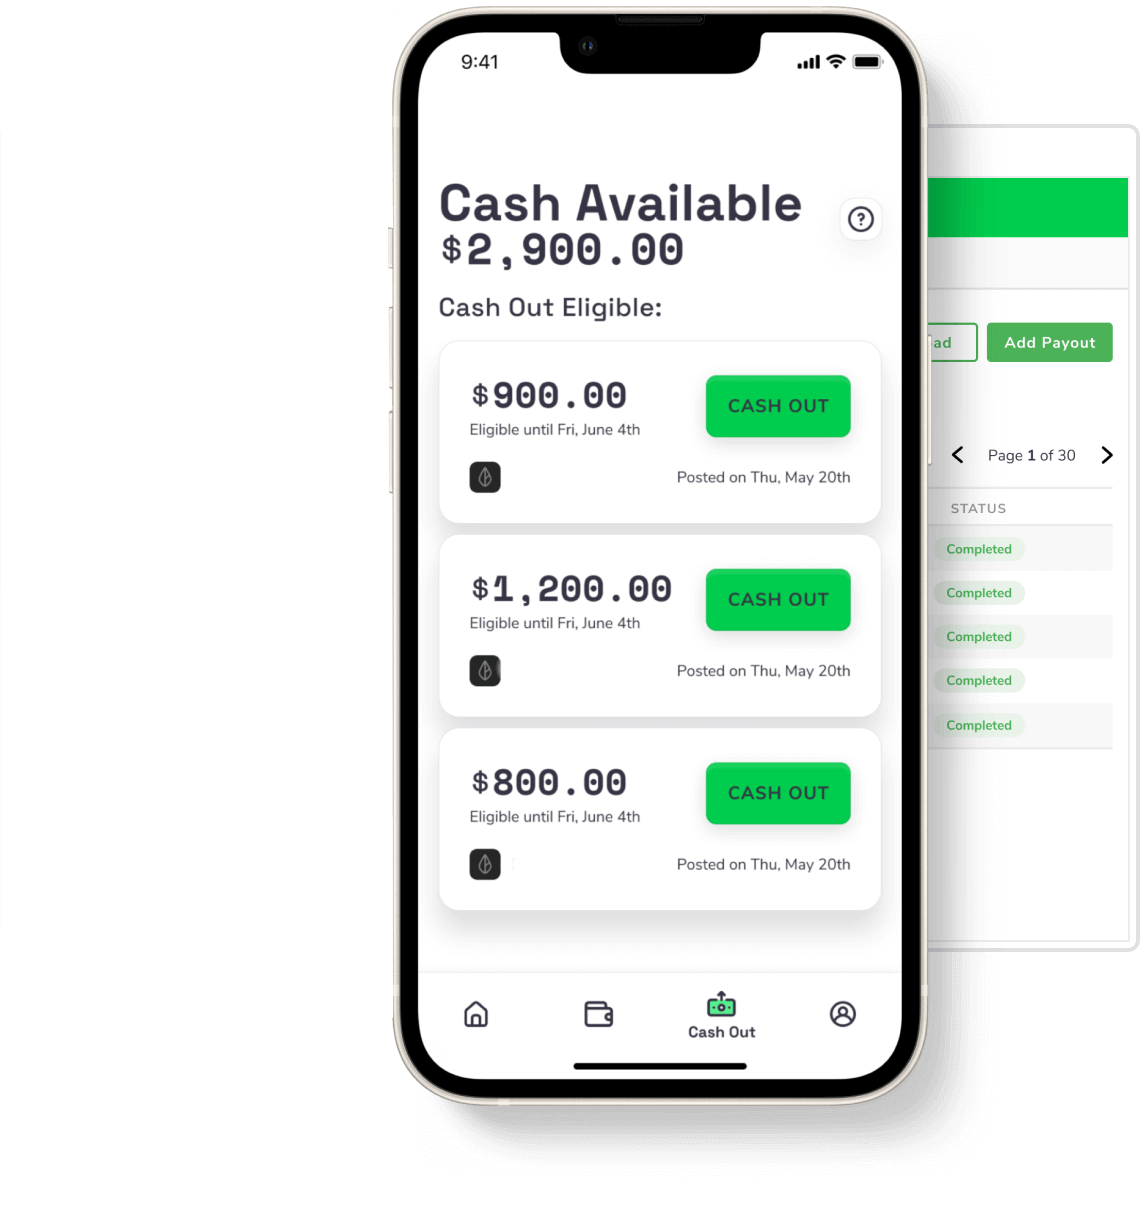 9:41
Cash Available
$2,900.00
Cash Out Eligible:
$900.00
CASH OUT
Eligible until Fri, June 4th
Posted on Thu, May 20th
$1,200.00
CASH OUT
Eligible until Fri, June 4th
Posted on Thu, May 20th
$800.00
CASH OUT
Eligible until Fri, June 4th
Posted on Thu, May 20th
Cash Out
ad
Add Payout
Page 1 of 30
STATUS
Completed
Completed
Completed
Completed
Completed